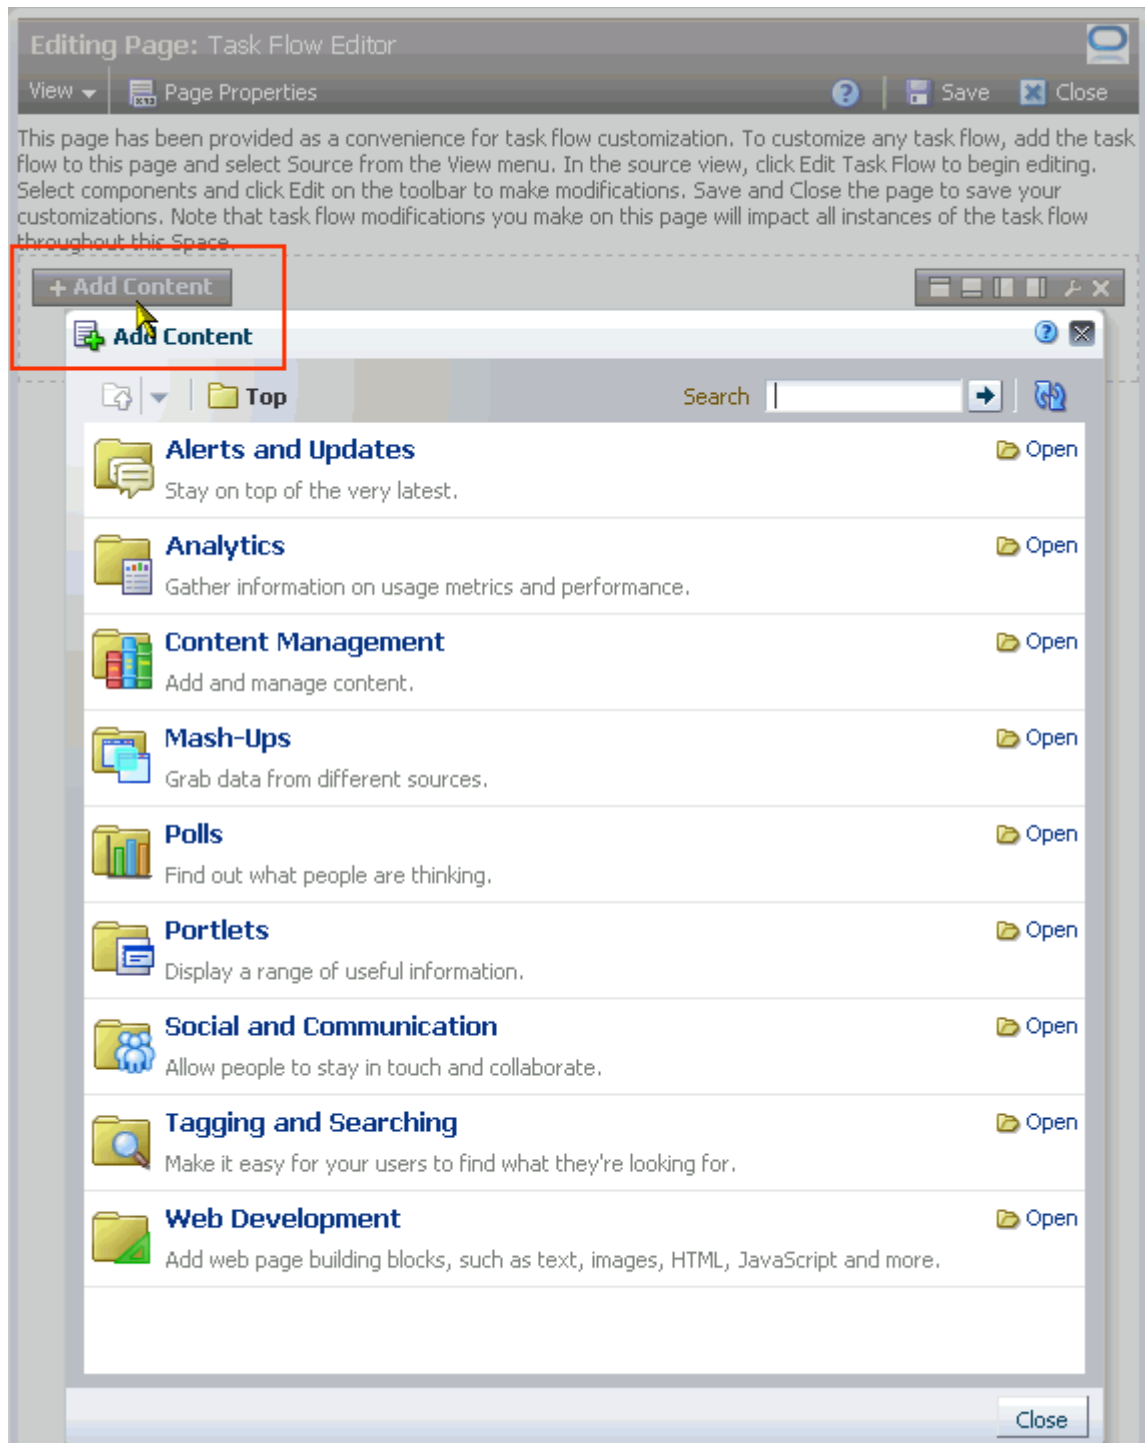 Editing Page: Task Flow Editor
View Page Properties Save Close
This page has been provided as a convenience for task flow customization. To customize any task flow, add the task
flow to this page and select Source from the View menu. In the source view, click Edit Task Flow to begin editing.
Select components and click Edit on the toolbar to make modifications. Save and Close the page to save your
customizations. Note that task flow modifications you make on this page will impact all instances of the task flow
throughout this Space.
+ Add Content
Add Content
Top Search
Alerts and Updates Open
Stay on top of the very latest.
Analytics Open
Gather information on usage metrics and performance.
Content Management Open
Add and manage content.
Mash-Ups Open
Grab data from different sources.
Polls Open
Find out what people are thinking.
Portlets Open
Display a range of useful information.
Social and Communication Open
Allow people to stay in touch and collaborate.
Tagging and Searching Open
Make it easy for your users to find what they're looking for.
Web Development Open
Add web page building blocks, such as text, images, HTML, JavaScript and more.
Close